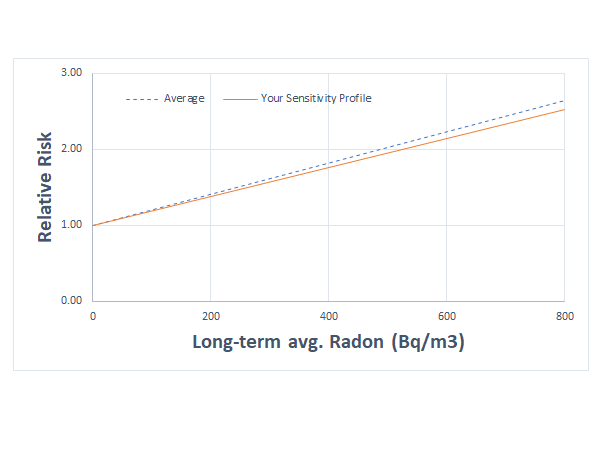 3.00
Average
Your Sensitivity Profile
2.00
Relative Risk
1.00
0.00
0
200
400
600
800
Long-term avg. Radon (Bq/m3)